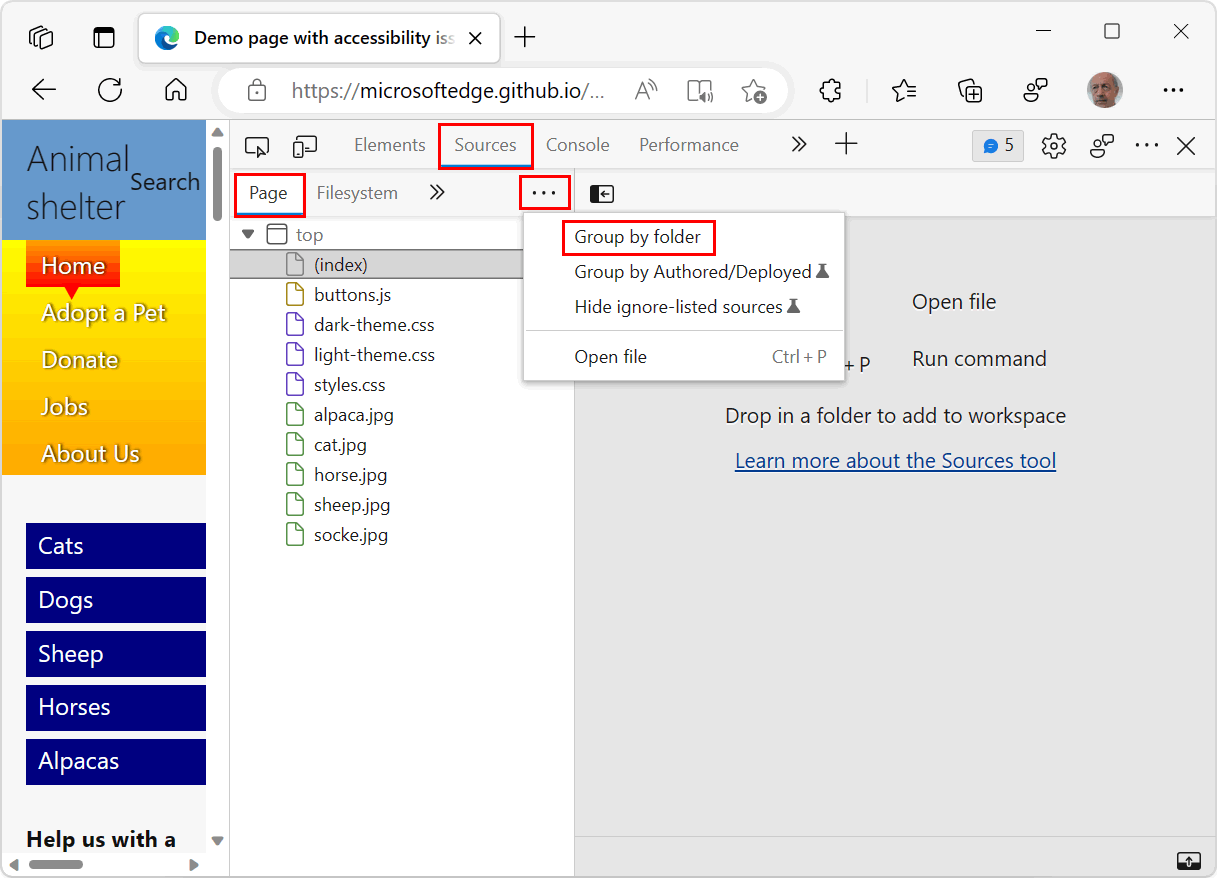 Demo page with accessibility iss
https://microsoftedge.github.io/...
Animal
shelter
Search
Home
Adopt a Pet
Donate
Jobs
About Us
Cats
Dogs
Sheep
Horses
Alpacas
Help us with a
Elements
Sources
Console
Performance
5
Page
Filesystem
top
(index)
buttons.js
dark-theme.css
light-theme.css
styles.css
alpaca.jpg
cat.jpg
horse.jpg
sheep.jpg
socke.jpg
Group by folder
Group by Authored/Deployed
Hide ignore-listed sources
Open file Ctrl + P
Open file
+ P Run command
Drop in a folder to add to workspace
Learn more about the Sources tool